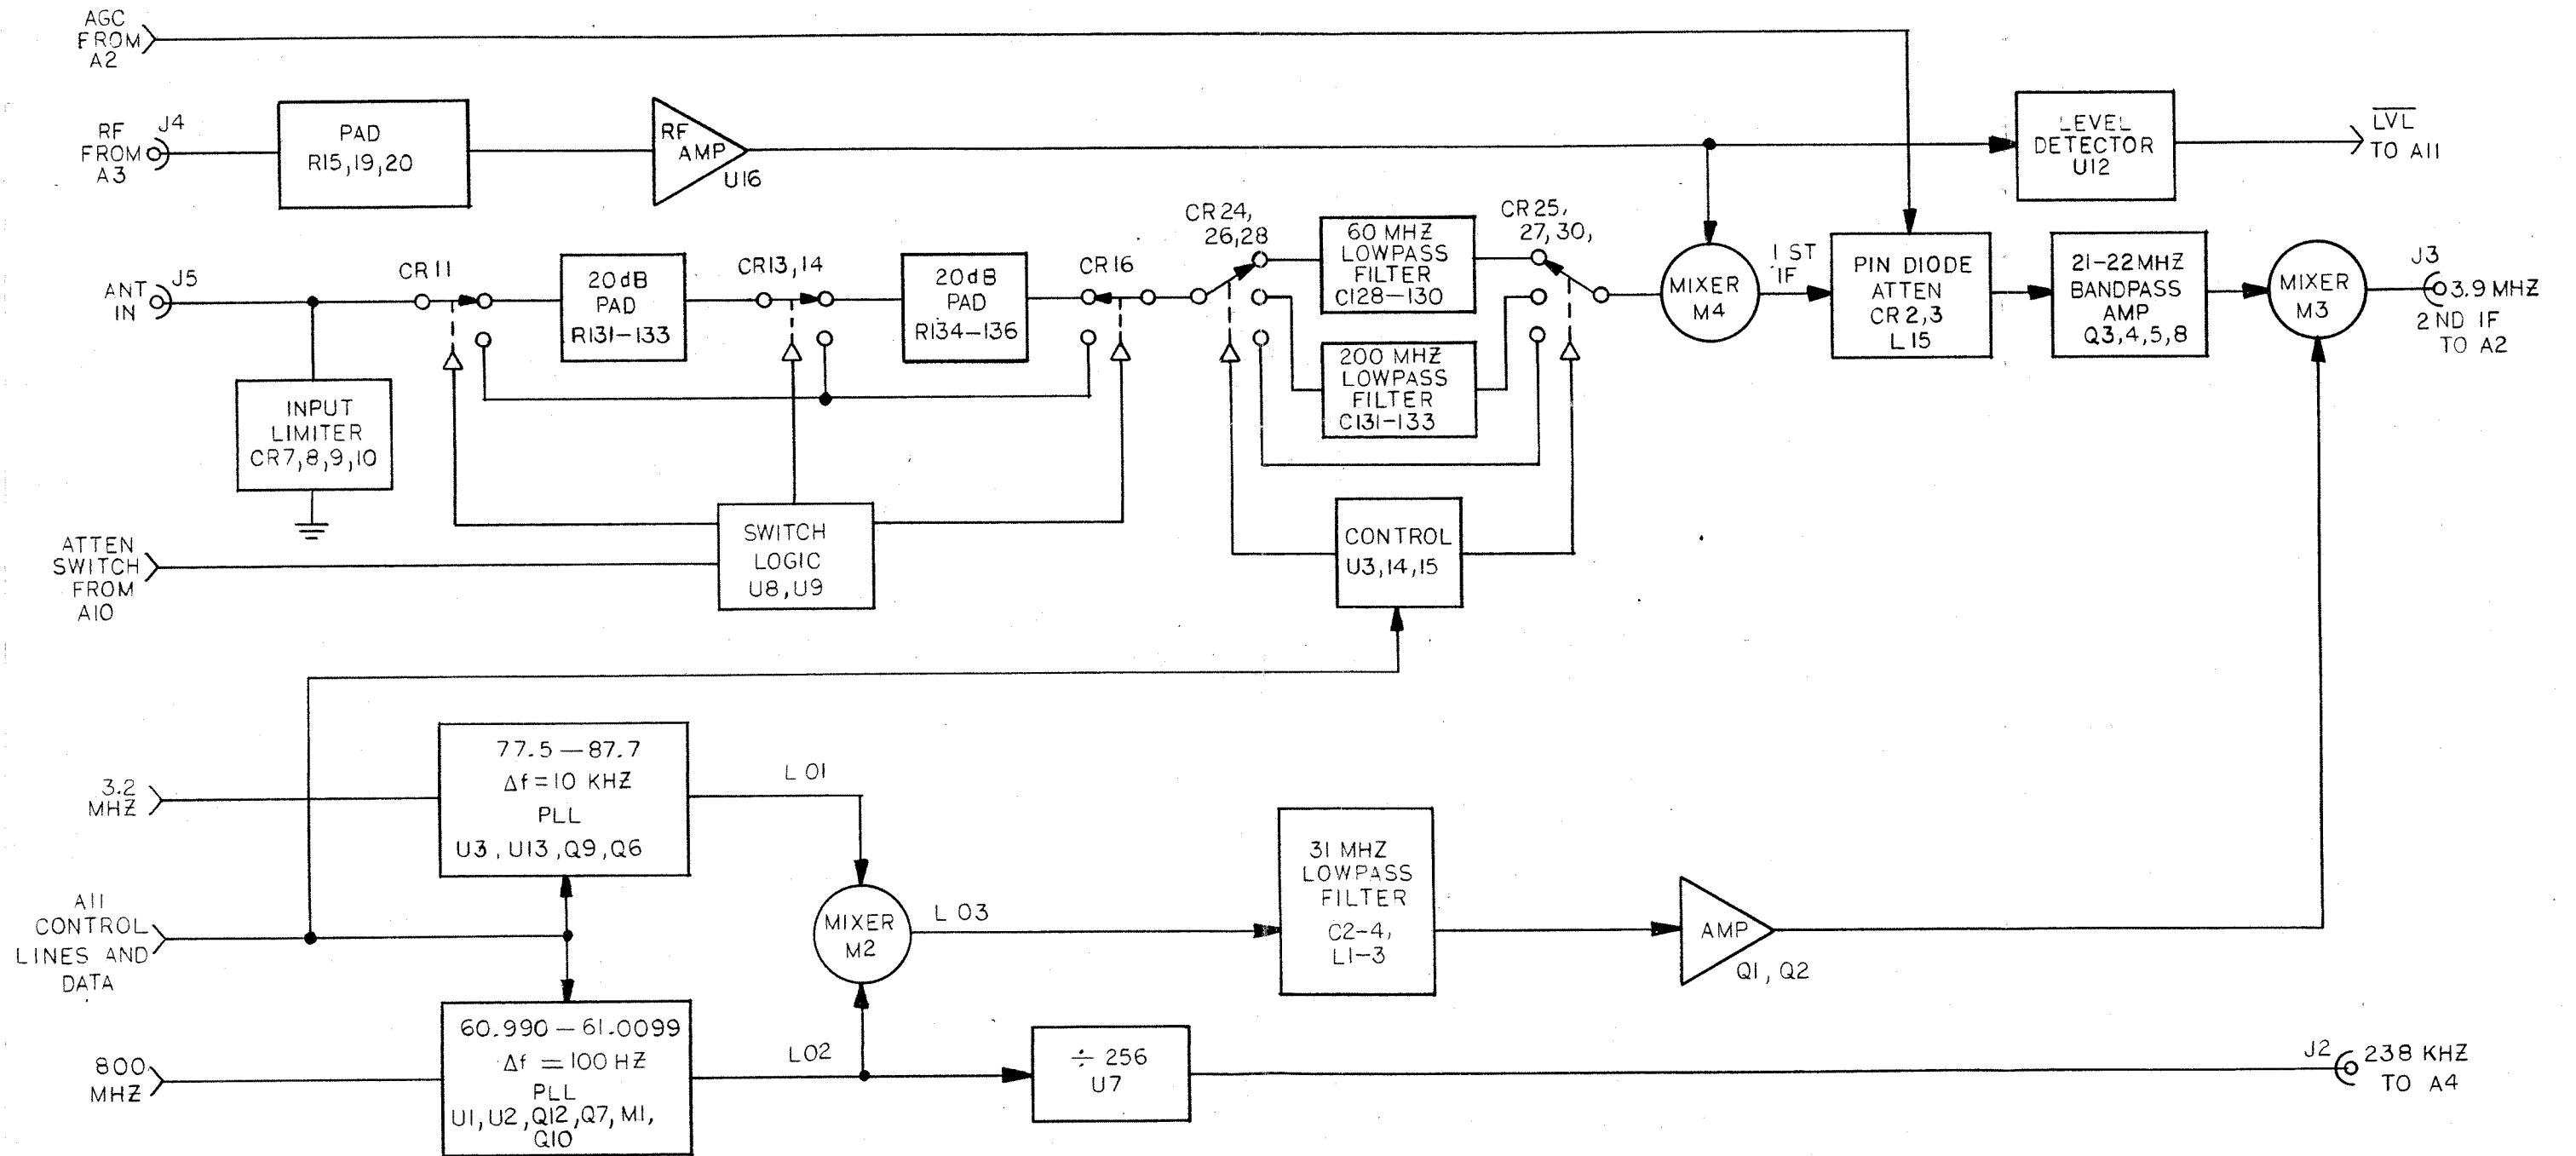 AGC
FROM
A2
RF
FROM
A3
J4
PAD
R15,19,20
RF
AMP
U16
LEVEL
DETECTOR
U12
LVL
TO A11
ANT
IN
J5
CR11
20dB
PAD
R131-133
CR13,14
20dB
PAD
R134-136
CR16
CR24,
26,28
60 MHZ
LOWPASS
FILTER
C128-130
200 MHZ
LOWPASS
FILTER
C131-133
CR25,
27,30,
MIXER
M4
1 ST
IF
PIN DIODE
ATTEN
CR2,3
L15
21-22MHZ
BANDPASS
AMP
Q3,4,5,8
MIXER
M3
J3
3.9 MHZ
2ND IF
TO A2
INPUT
LIMITER
CR7,8,9,10
ATTEN
SWITCH
FROM
A10
SWITCH
LOGIC
U8,U9
CONTROL
U3,14,15
3.2
MHZ
77.5-87.7
Δf=10 KHZ
PLL
U3,U13,Q9,Q6
L01
A11
CONTROL
LINES AND
DATA
MIXER
M2
L03
31 MHZ
LOWPASS
FILTER
C2-4,
L1-3
AMP
Q1,Q2
800
MHZ
60.990-61.0099
Δf=100 HZ
PLL
U1,U2,Q12,Q7,M1,
Q10
L02
÷ 256
U7
J2
238 KHZ
TO A4